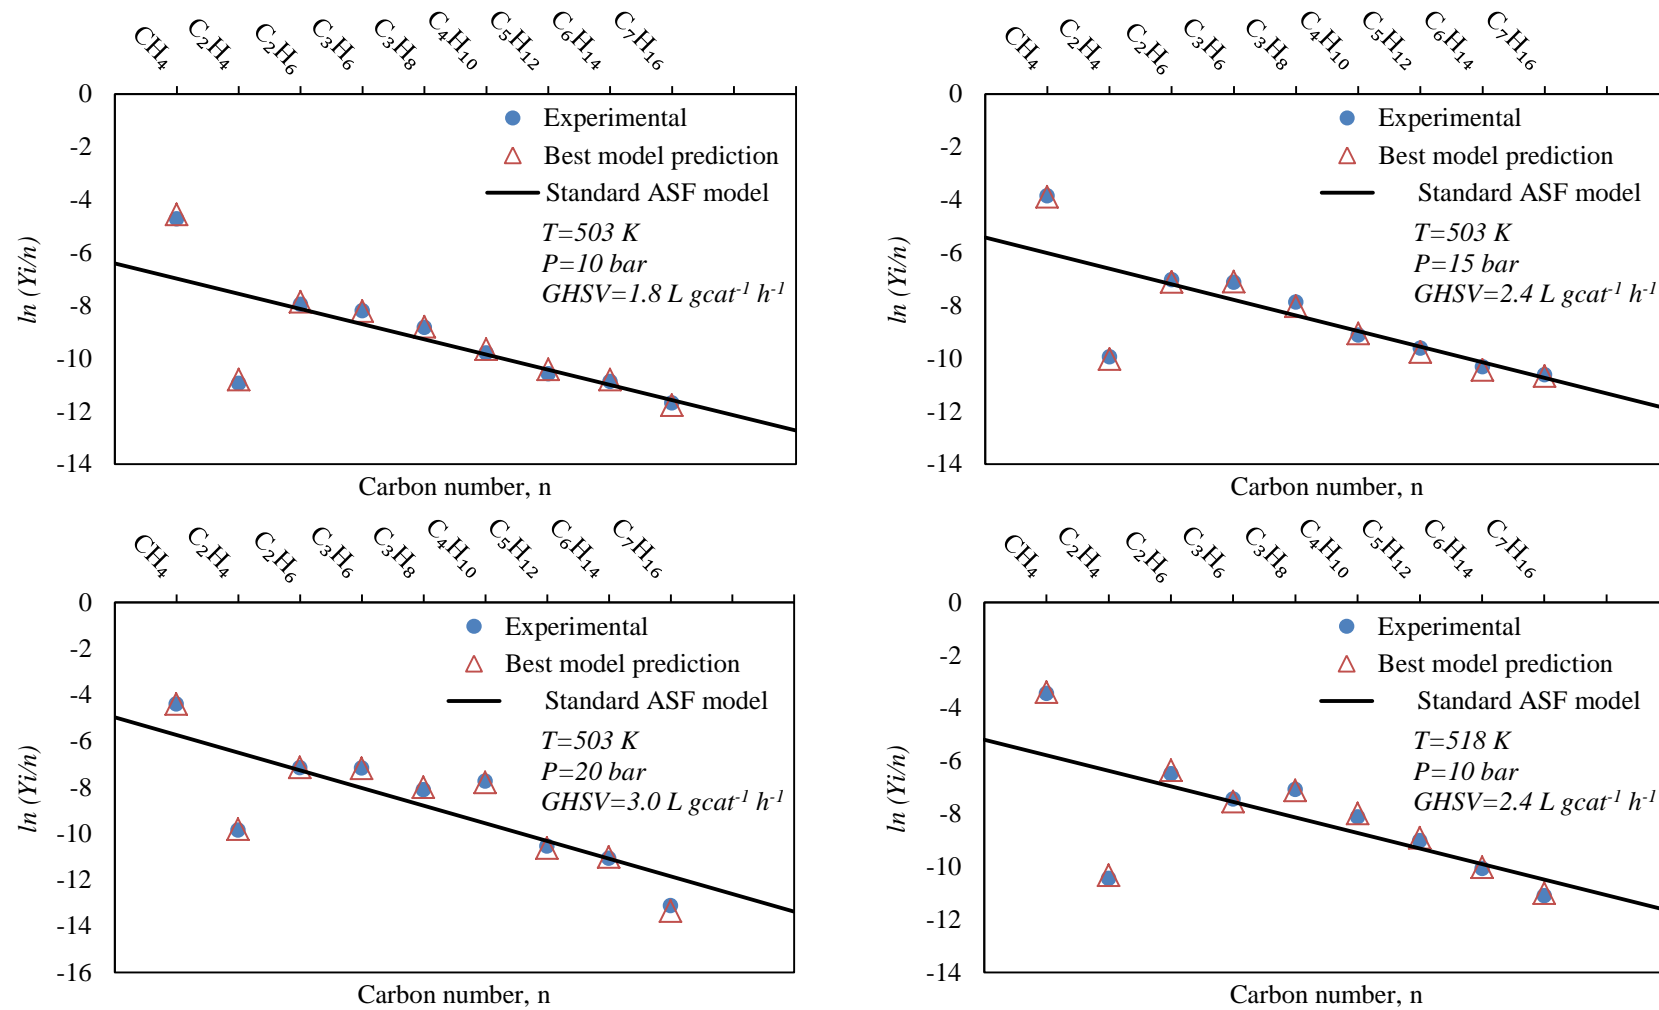 CH₄ C₂H₄ C₂H₆ C₃H₆ C₃H₈ C₄H₁₀ C₅H₁₂ C₆H₁₄ C₇H₁₆
0
-2
-4
-6
-8
-10
-12
-14
ln (Yi/n)
Experimental
Best model prediction
Standard ASF model
T=503 K
P=10 bar
GHSV=1.8 L gcat⁻¹ h⁻¹
Carbon number, n
CH₄ C₂H₄ C₂H₆ C₃H₆ C₃H₈ C₄H₁₀ C₅H₁₂ C₆H₁₄ C₇H₁₆
0
-2
-4
-6
-8
-10
-12
-14
ln (Yi/n)
Experimental
Best model prediction
Standard ASF model
T=503 K
P=15 bar
GHSV=2.4 L gcat⁻¹ h⁻¹
Carbon number, n
CH₄ C₂H₄ C₂H₆ C₃H₆ C₃H₈ C₄H₁₀ C₅H₁₂ C₆H₁₄ C₇H₁₆
0
-2
-4
-6
-8
-10
-12
-14
-16
ln (Yi/n)
Experimental
Best model prediction
Standard ASF model
T=503 K
P=20 bar
GHSV=3.0 L gcat⁻¹ h⁻¹
Carbon number, n
CH₄ C₂H₄ C₂H₆ C₃H₆ C₃H₈ C₄H₁₀ C₅H₁₂ C₆H₁₄ C₇H₁₆
0
-2
-4
-6
-8
-10
-12
-14
ln (Yi/n)
Experimental
Best model prediction
Standard ASF model
T=518 K
P=10 bar
GHSV=2.4 L gcat⁻¹ h⁻¹
Carbon number, n